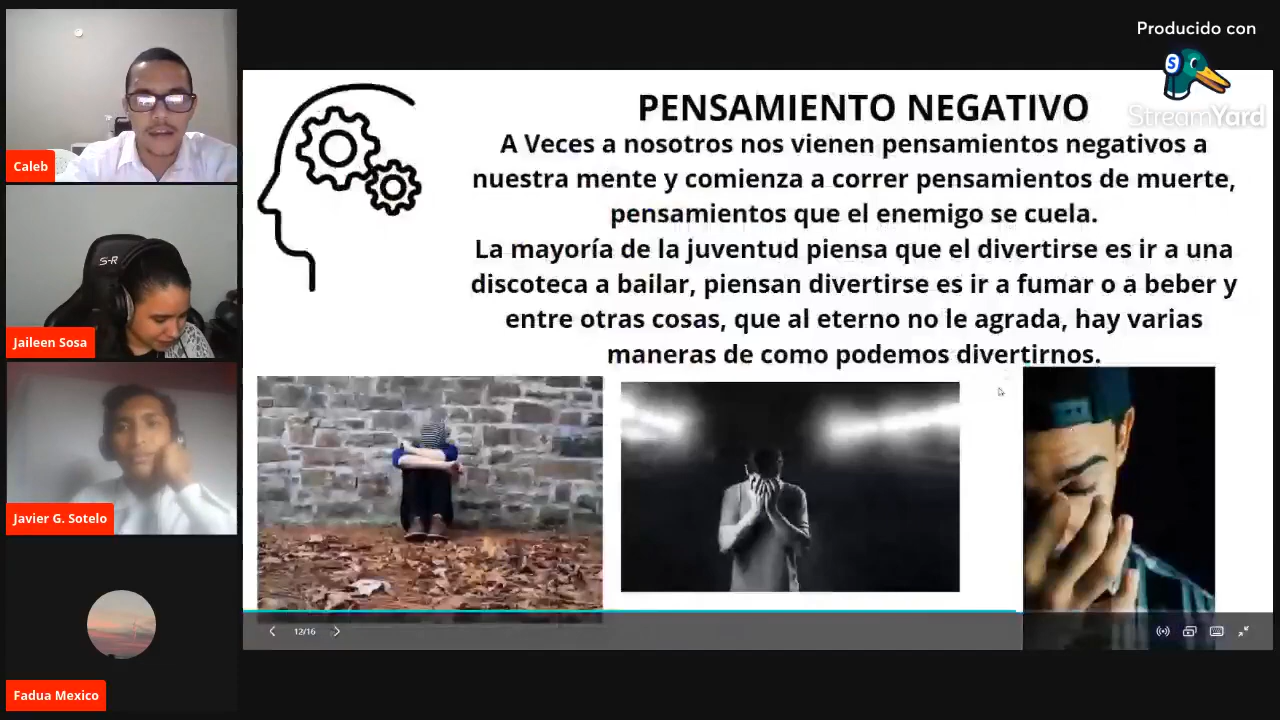 Producido con
StreamYard
Caleb
S-R
Jaileen Sosa
Javier G. Sotelo
Fadua Mexico
PENSAMIENTO NEGATIVO
A Veces a nosotros nos vienen pensamientos negativos a
nuestra mente y comienza a correr pensamientos de muerte,
pensamientos que el enemigo se cuela.
La mayoría de la juventud piensa que el divertirse es ir a una
discoteca a bailar, piensan divertirse es ir a fumar o a beber y
entre otras cosas, que al eterno no le agrada, hay varias
maneras de como podemos divertirnos.
12/16